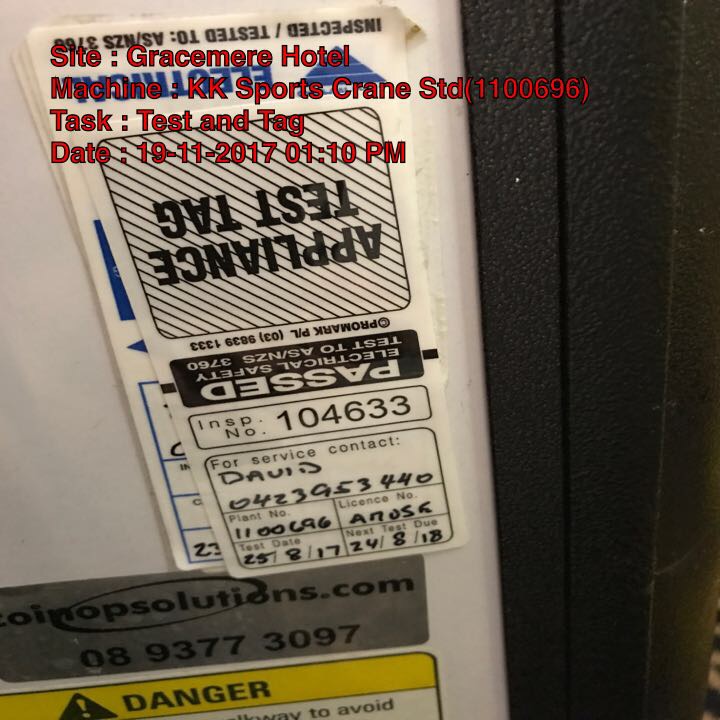 INSPECTED / TESTED TO: AS/NZS 3760
Site : Gracemere Hotel
ELECTRICAL
Machine : KK Sports Crane Std(1100696)
Task : Test and Tag
Date : 19-11-2017 01:10 PM
APPLIANCE
TEST TAG
©PROMARK P/L (03) 9839 1333
PASSED
ELECTRICAL SAFETY
TEST TO AS/NZS 3760
Insp. No. 104633
For service contact:
DAVID
0423953440
Plant No. Licence No.
1100696 A7058
Test Date Next Test Due
25/8/17 24/8/18
23
coinopsolutions.com
08 9377 3097
DANGER
to avoid